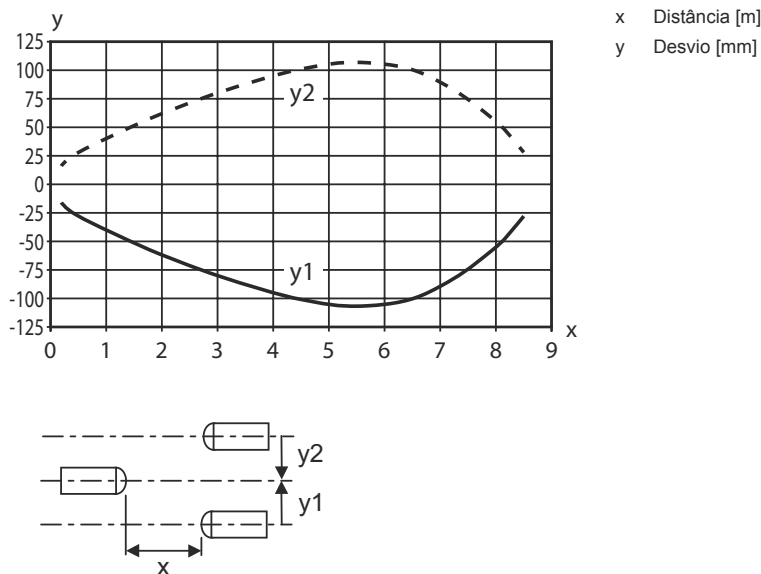 y
125
100
75
50
25
0
-25
-50
-75
-100
-125
y2
y1
0 1 2 3 4 5 6 7 8 9
x
x Distância [m]
y Desvio [mm]
y2
y1
x